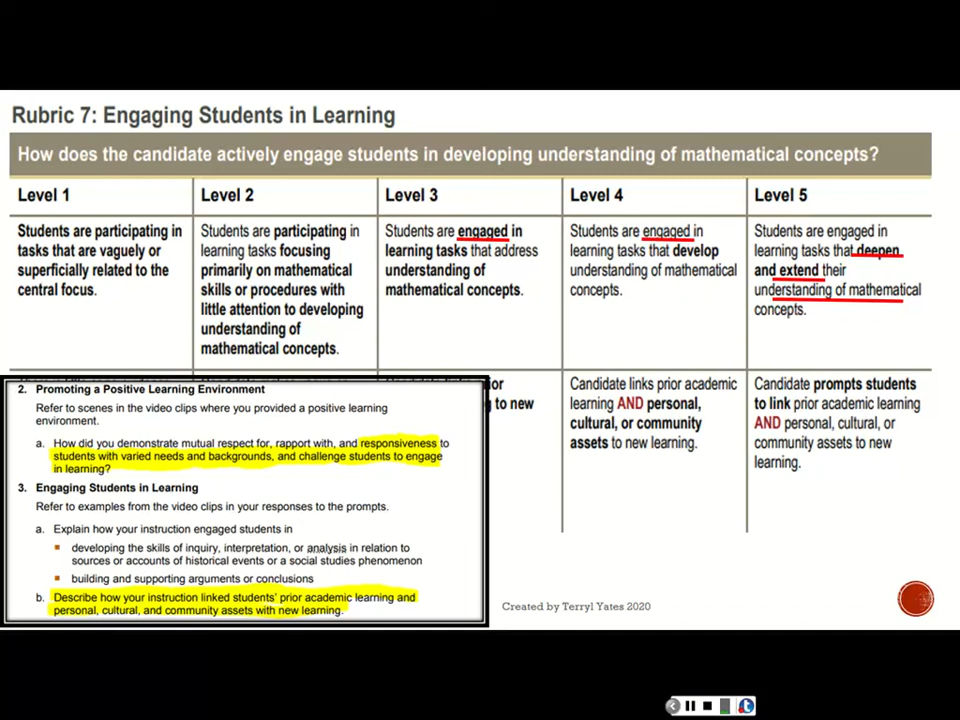 Rubric 7: Engaging Students in Learning
How does the candidate actively engage students in developing understanding of mathematical concepts?
Level 1
Students are participating in
tasks that are vaguely or
superficially related to the
central focus.
Level 2
Students are participating in
learning tasks focusing
primarily on mathematical
skills or procedures with
little attention to developing
understanding of
mathematical concepts.
Level 3
Students are engaged in
learning tasks that address
understanding of
mathematical concepts.
Level 4
Students are engaged in
learning tasks that develop
understanding of mathematical
concepts.
Level 5
Students are engaged in
learning tasks that deepen
and extend their
understanding of mathematical
concepts.
to new
Candidate links prior academic
learning AND personal,
cultural, or community
assets to new learning.
Candidate prompts students
to link prior academic learning
AND personal, cultural, or
community assets to new
learning.
2. Promoting a Positive Learning Environment
Refer to scenes in the video clips where you provided a positive learning
environment.
a. How did you demonstrate mutual respect for, rapport with, and responsiveness to
students with varied needs and backgrounds, and challenge students to engage
in learning?
3. Engaging Students in Learning
Refer to examples from the video clips in your responses to the prompts.
a. Explain how your instruction engaged students in
developing the skills of inquiry, interpretation, or analysis in relation to
sources or accounts of historical events or a social studies phenomenon
building and supporting arguments or conclusions
b. Describe how your instruction linked students' prior academic learning and
personal, cultural, and community assets with new learning.
Created by Terryl Yates 2020